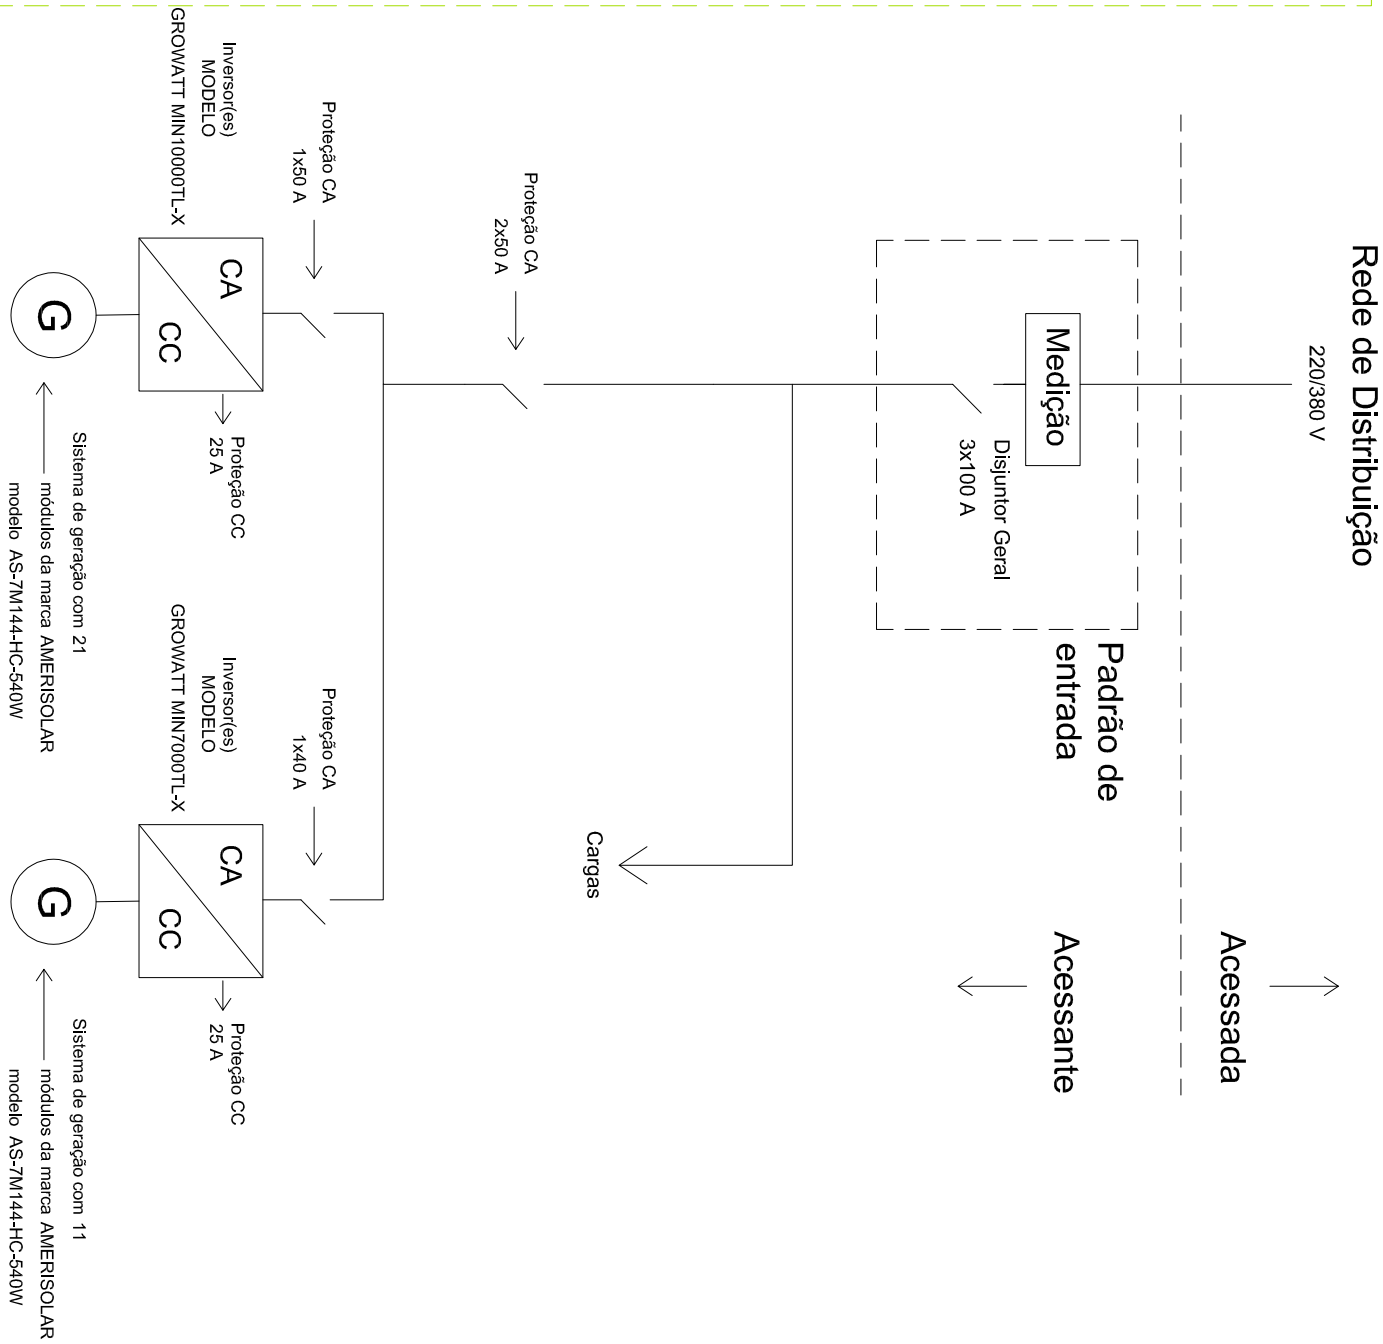 Rede de Distribuição
220/380 V
Acessada
Acessante
Padrão de
entrada
Medição
Disjuntor Geral
3x100 A
Cargas
Proteção CA
2x50 A
Proteção CA
1x50 A
Inversor(es)
MODELO
GROWATT MIN10000TL-X
CA
CC
Proteção CC
25 A
G
Sistema de geração com 21
módulos da marca AMERISOLAR
modelo AS-7M144-HC-540W
Proteção CA
1x40 A
Inversor(es)
MODELO
GROWATT MIN7000TL-X
CA
CC
Proteção CC
25 A
G
Sistema de geração com 11
módulos da marca AMERISOLAR
modelo AS-7M144-HC-540W